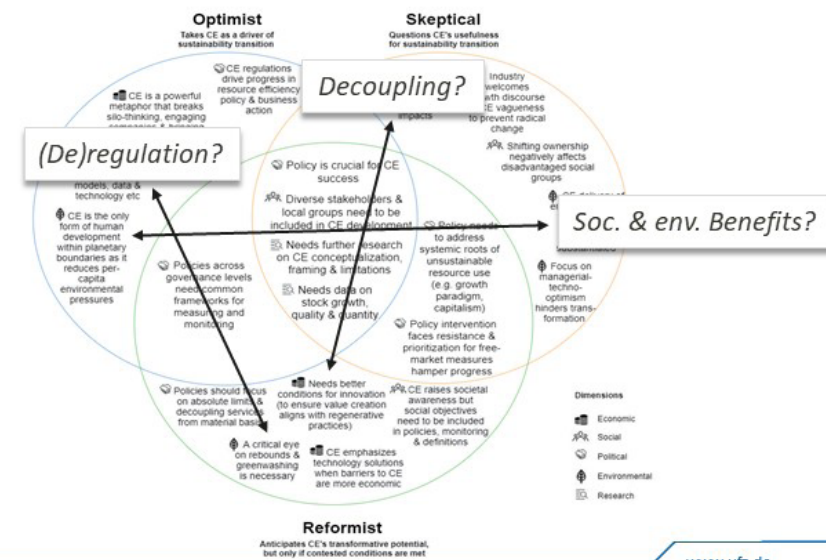 Optimist
Takes CE as a driver of
sustainability transition
Skeptical
Questions CE's usefulness
for sustainability transition
CE regulations
drive progress in
resource efficiency
policy & business
action
CE is a powerful
metaphor that breaks
silo-thinking, engaging
Decoupling?
impacts
Industry
welcomes
discourse
CE vagueness
to prevent radical
change
(De)regulation?
models, data &
technology etc
Policy is crucial for CE
success
Shifting ownership
negatively affects
disadvantaged social
groups
Diverse stakeholders &
local groups need to be
included in CE development
Soc. & env. Benefits?
CE is the only
form of human
development
within planetary
boundaries as it
reduces per-
capita
environmental
pressures
Needs further research
on CE conceptualization,
framing & limitations
Needs data on
stock growth,
quality & quantity
Policy needs
to address
systemic roots of
unsustainable
resource use
(e.g. growth
paradigm,
capitalism)
Focus on
managerial-
techno-
optimism
hinders trans-
formation
Policies across
governance levels
need common
frameworks for
measuring and
monitoring
Policy intervention
faces resistance &
prioritization for free-
market measures
hamper progress
Policies should focus
on absolute limits &
decoupling services
from material basis
Needs better
conditions for innovation
(to ensure value creation
aligns with regenerative
practices)
CE raises societal
awareness but
social objectives
need to be included
in policies, monitoring
& definitions
A critical eye
on rebounds &
greenwashing
is necessary
CE emphasizes
technology solutions
when barriers to CE
are more economic
Dimensions
Economic
Social
Political
Environmental
Research
Reformist
Anticipates CE's transformative potential,
but only if contested conditions are met